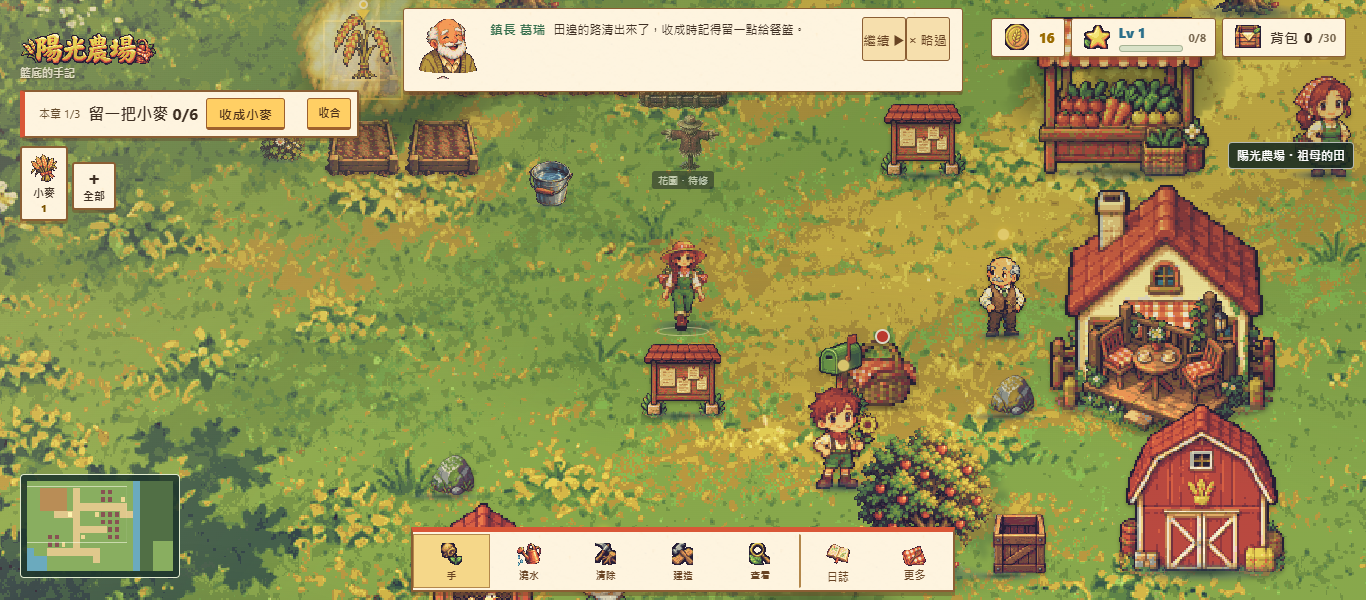 陽光農場
籃底的手記
鎮長 葛瑞 田邊的路清出來了，收成時記得留一點給餐籃。
繼續 ▶
× 略過
16
Lv 1
0/8
背包 0 /30
本章 1/3 留一把小麥 0/6
收成小麥
收合
小麥
1
+
全部
花圃 · 待修
陽光農場 · 祖母的田
手
澆水
清除
建造
查看
日誌
更多